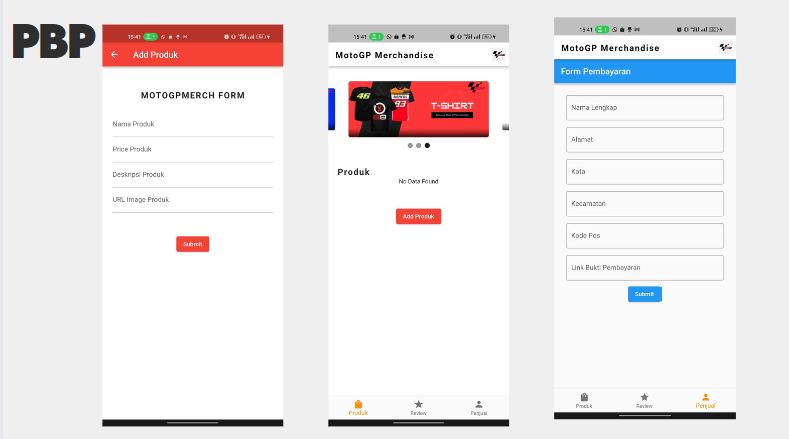 PBP
15:41
Add Produk
MOTOGPMERCH FORM
Nama Produk
Price Produk
Deskripsi Produk
URL Image Produk
Submit
15:41
MotoGP Merchandise
46
93
T-SHIRT
Produk
No Data Found
Add Produk
Produk
Review
Penjual
15:41
MotoGP Merchandise
Form Pembayaran
Nama Lengkap
Alamat
Kota
Kecamatan
Kode Pos
Link Bukti Pembayaran
Submit
Produk
Review
Penjual